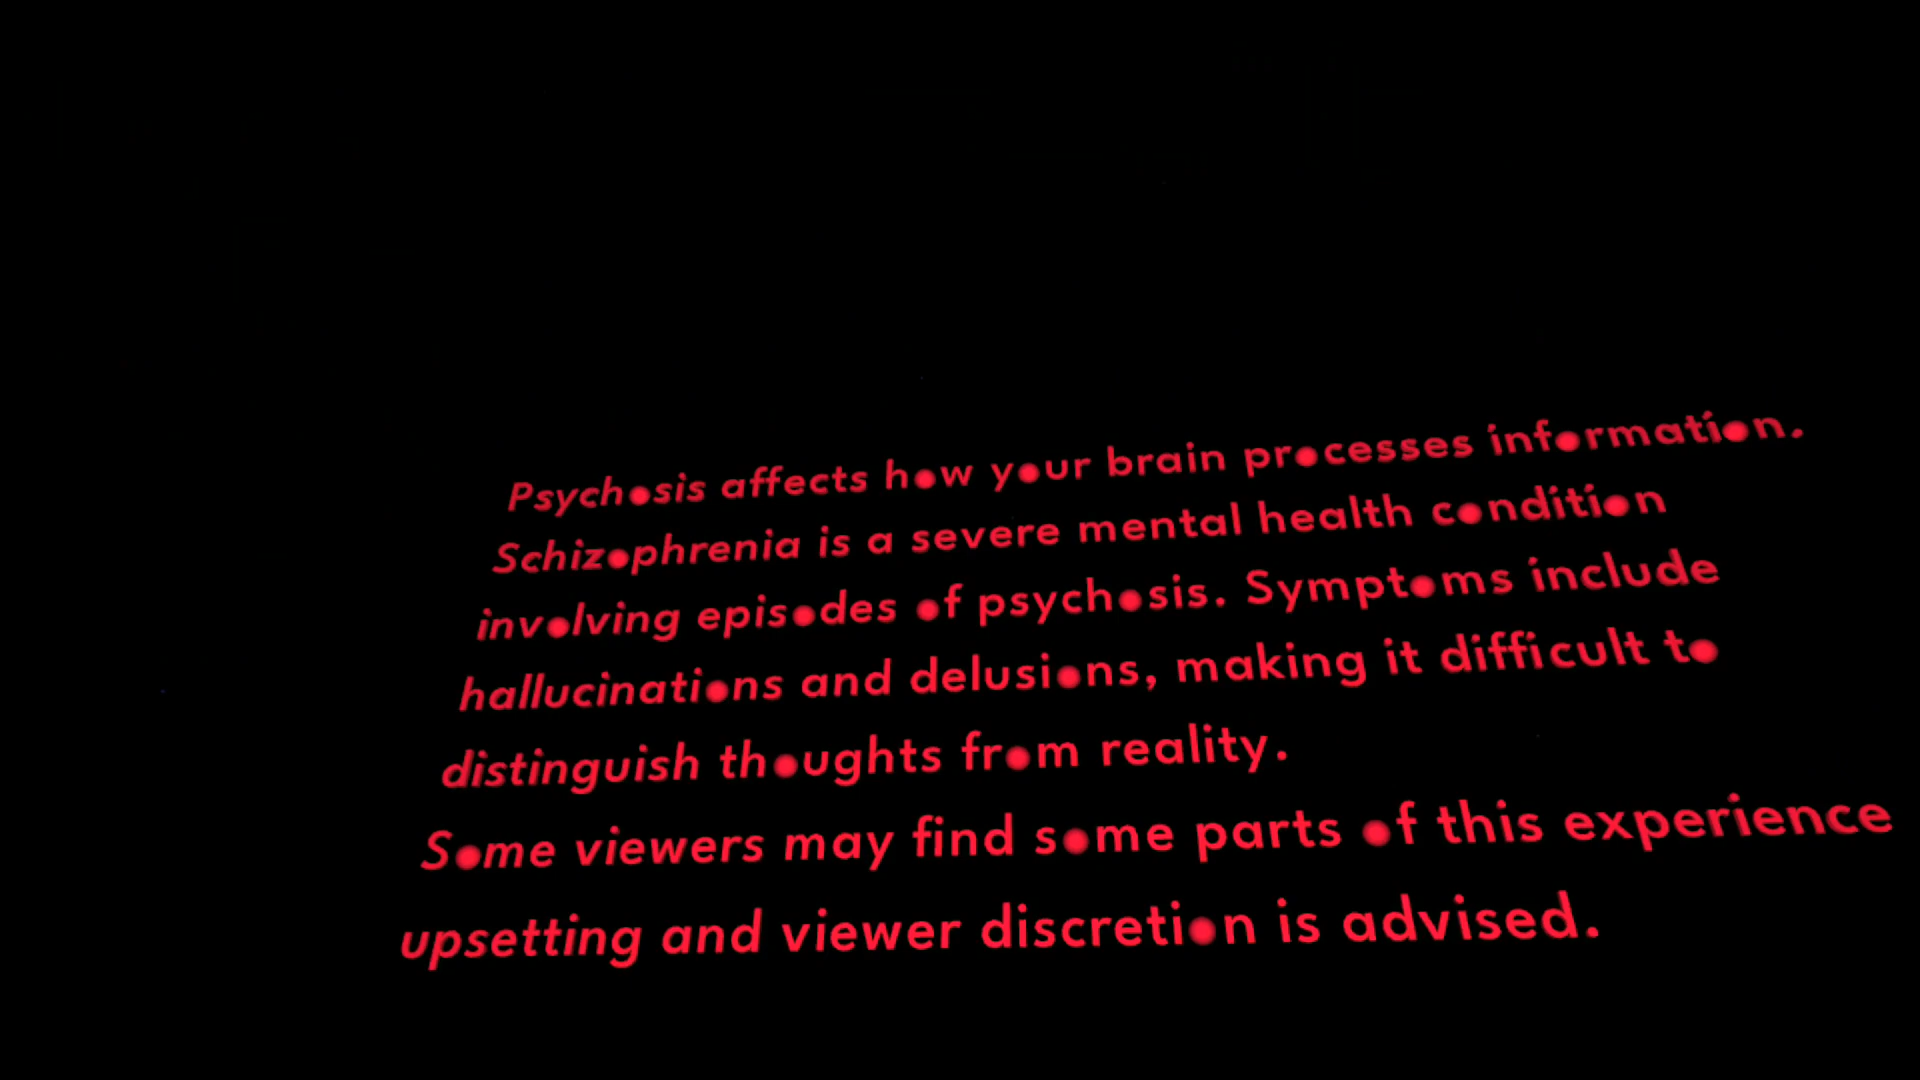 Psychosis affects how your brain processes information.
Schizophrenia is a severe mental health condition
involving episodes of psychosis. Symptoms include
hallucinations and delusions, making it difficult to
distinguish thoughts from reality.
Some viewers may find some parts of this experience
upsetting and viewer discretion is advised.